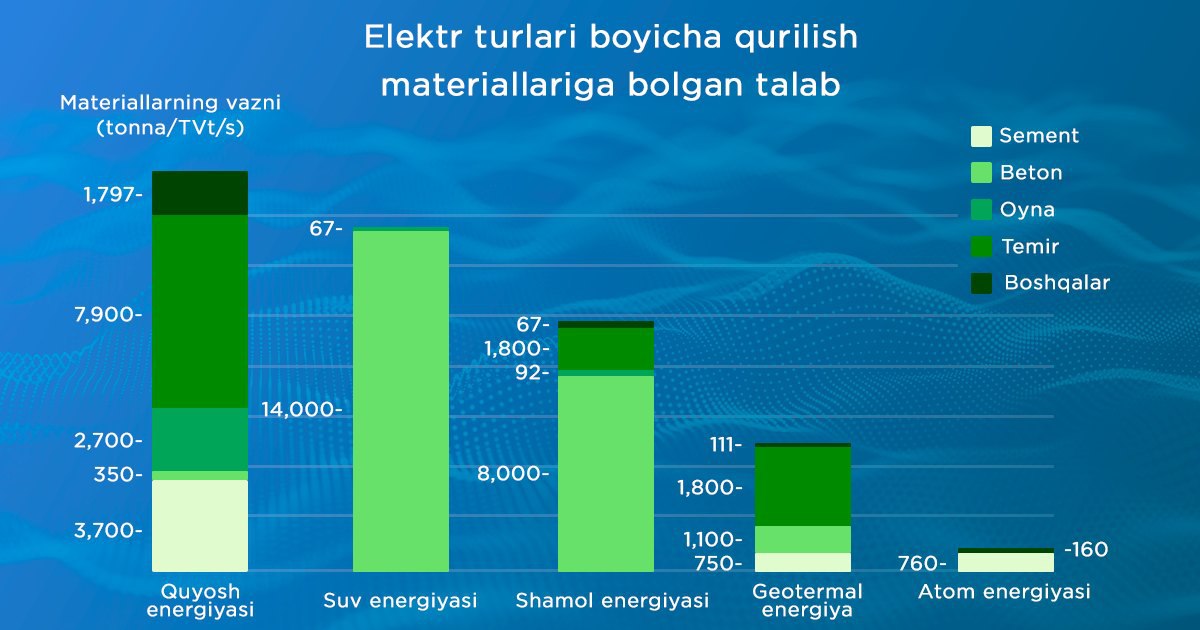 Elektr turlari boyicha qurilish
materiallariga bolgan talab
Materiallarning vazni
(tonna/TVt/s)
Sement
Beton
Oyna
Temir
Boshqalar
1,797-
7,900-
2,700-
350-
3,700-
67-
14,000-
67-
1,800-
92-
8,000-
111-
1,800-
1,100-
750-
760-
-160
Quyosh
energiyasi
Suv energiyasi
Shamol energiyasi
Geotermal
energiya
Atom energiyasi